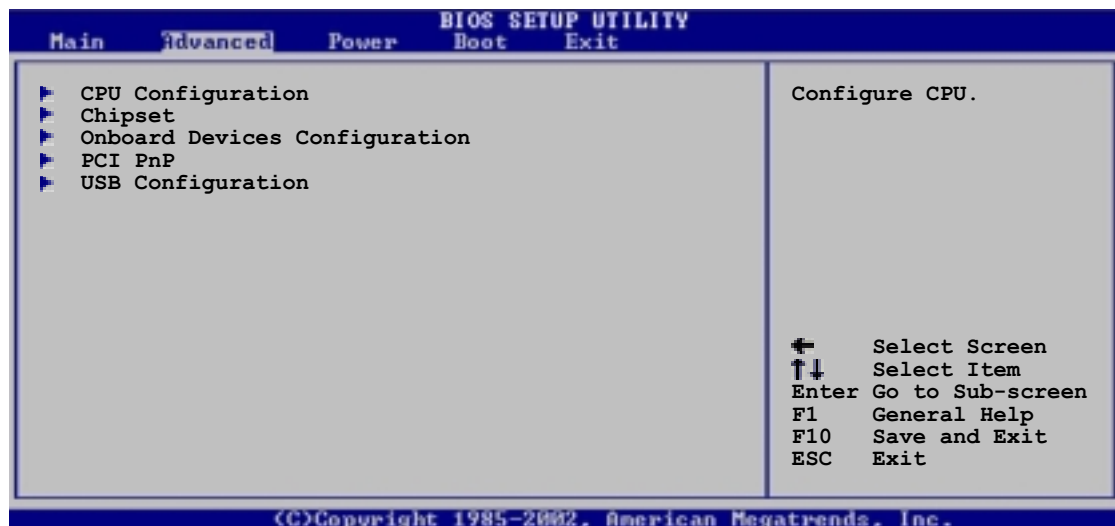 BIOS SETUP UTILITY
Main Advanced Power Boot Exit
CPU Configuration
Chipset
Onboard Devices Configuration
PCI PnP
USB Configuration
Configure CPU.
← Select Screen
↑↓ Select Item
Enter Go to Sub-screen
F1 General Help
F10 Save and Exit
ESC Exit
(C)Copyright 1985-2002, American Megatrends, Inc.